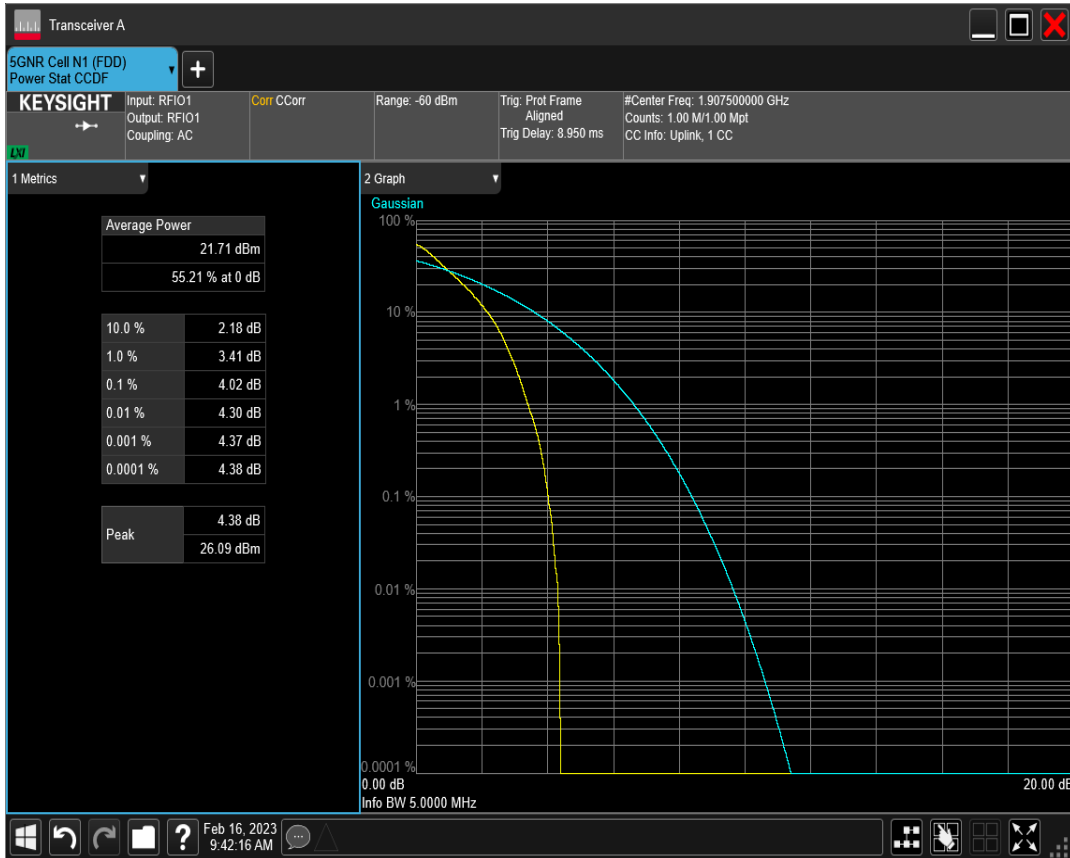 Transceiver A
5GNR Cell N1 (FDD)
Power Stat CCDF
+
KEYSIGHT
LXI
Input: RFIO1
Output: RFIO1
Coupling: AC
Corr CCorr
Range: -60 dBm
Trig: Prot Frame
Aligned
Trig Delay: 8.950 ms
#Center Freq: 1.907500000 GHz
Counts: 1.00 M/1.00 Mpt
CC Info: Uplink, 1 CC
1 Metrics
Average Power
21.71 dBm
55.21 % at 0 dB
10.0 % 2.18 dB
1.0 % 3.41 dB
0.1 % 4.02 dB
0.01 % 4.30 dB
0.001 % 4.37 dB
0.0001 % 4.38 dB
Peak
4.38 dB
26.09 dBm
2 Graph
Gaussian
100 %
10 %
1 %
0.1 %
0.01 %
0.001 %
0.0001 %
0.00 dB
20.00 dB
Info BW 5.0000 MHz
?
Feb 16, 2023
9:42:16 AM